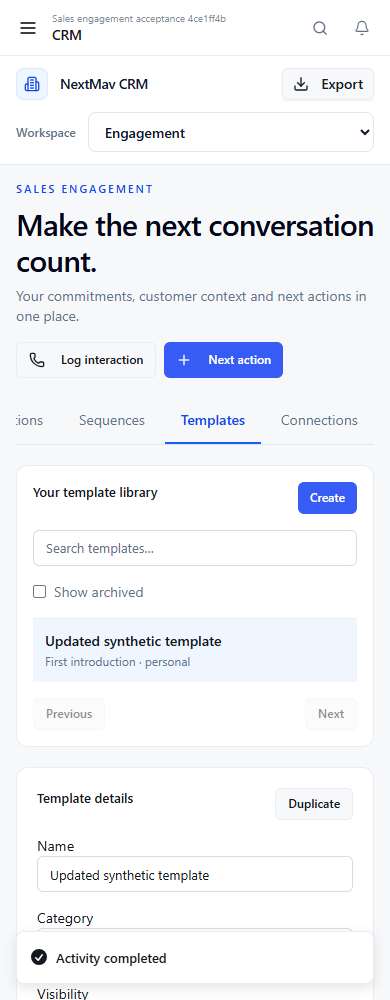 Sales engagement acceptance 4ce1ff4b
CRM
NextMav CRM
Export
Workspace
Engagement
SALES ENGAGEMENT
Make the next conversation
count.
Your commitments, customer context and next actions in
one place.
Log interaction
Next action
tions
Sequences
Templates
Connections
Your template library
Create
Search templates...
Show archived
Updated synthetic template
First introduction · personal
Previous
Next
Template details
Duplicate
Name
Updated synthetic template
Category
Activity completed
Visibility